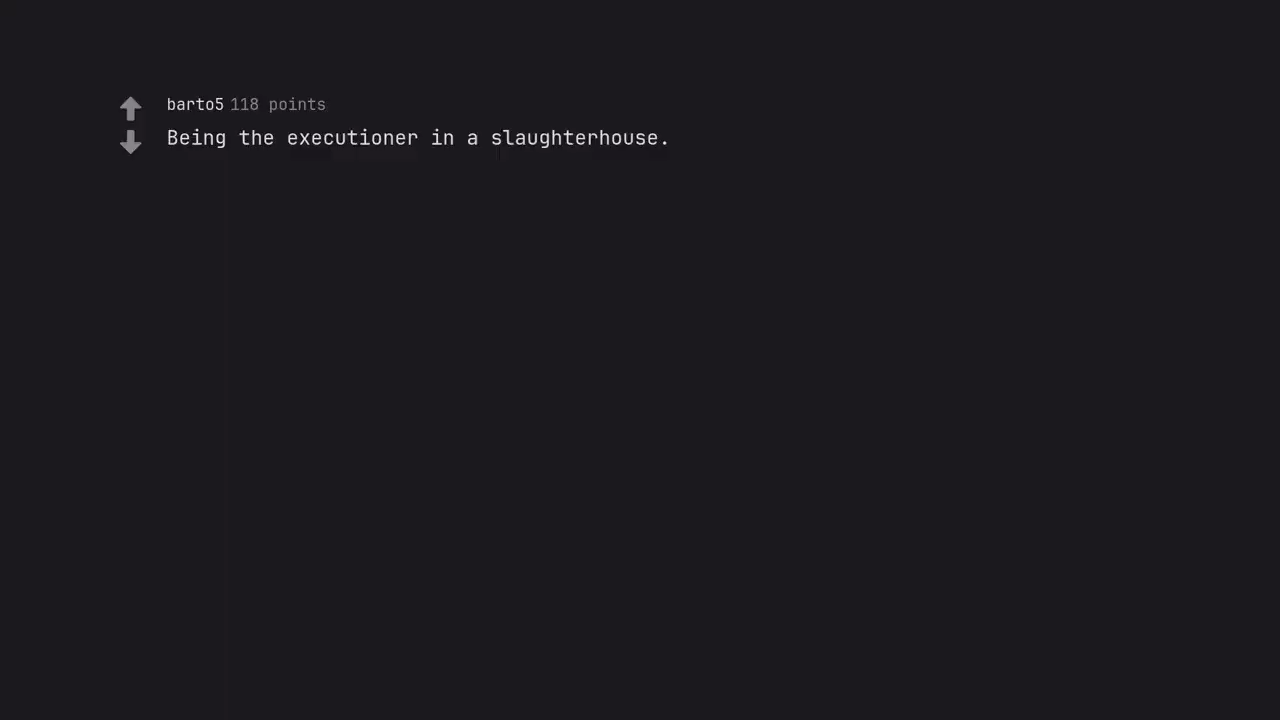 barto5 118 points
Being the executioner in a slaughterhouse.